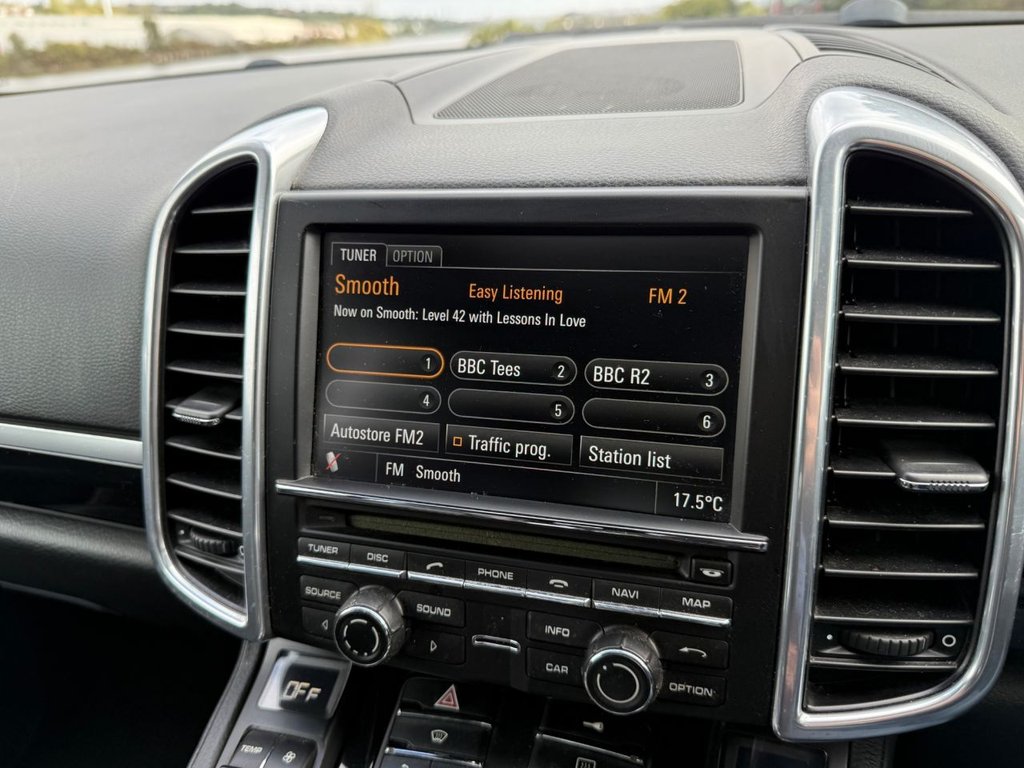 TUNER OPTION
Smooth Easy Listening FM 2
Now on Smooth: Level 42 with Lessons In Love
1 BBC Tees 2 BBC R2 3
4 5 6
Autostore FM2 Traffic prog. Station list
FM Smooth
17.5°C
TUNER DISC PHONE NAVI MAP
SOURCE SOUND INFO
CAR OPTION
OFF
TEMP